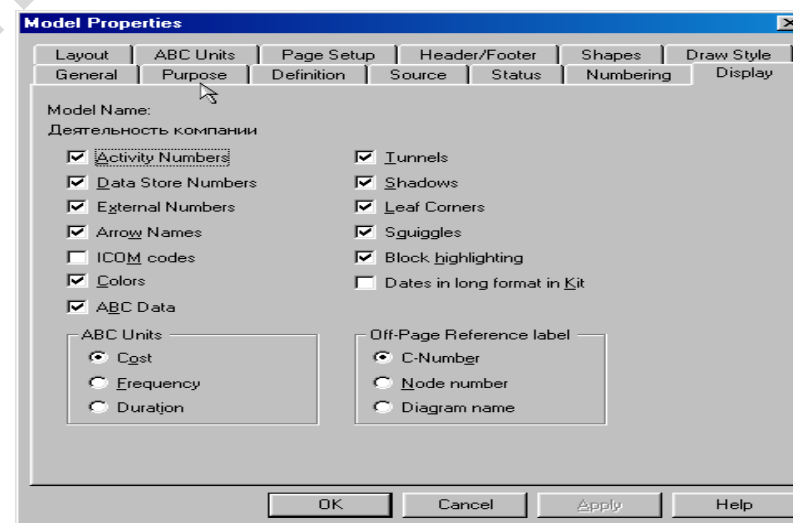 Model Properties
Layout ABC Units Page Setup Header/Footer Shapes Draw Style
General Purpose Definition Source Status Numbering Display
Model Name:
Деятельность компании
Activity Numbers Tunnels
Data Store Numbers Shadows
External Numbers Leaf Corners
Arrow Names Squiggles
ICOM codes Block highlighting
Colors Dates in long format in Kit
ABC Data
ABC Units Off-Page Reference label
Cost C-Number
Frequency Node number
Duration Diagram name
OK Cancel Apply Help